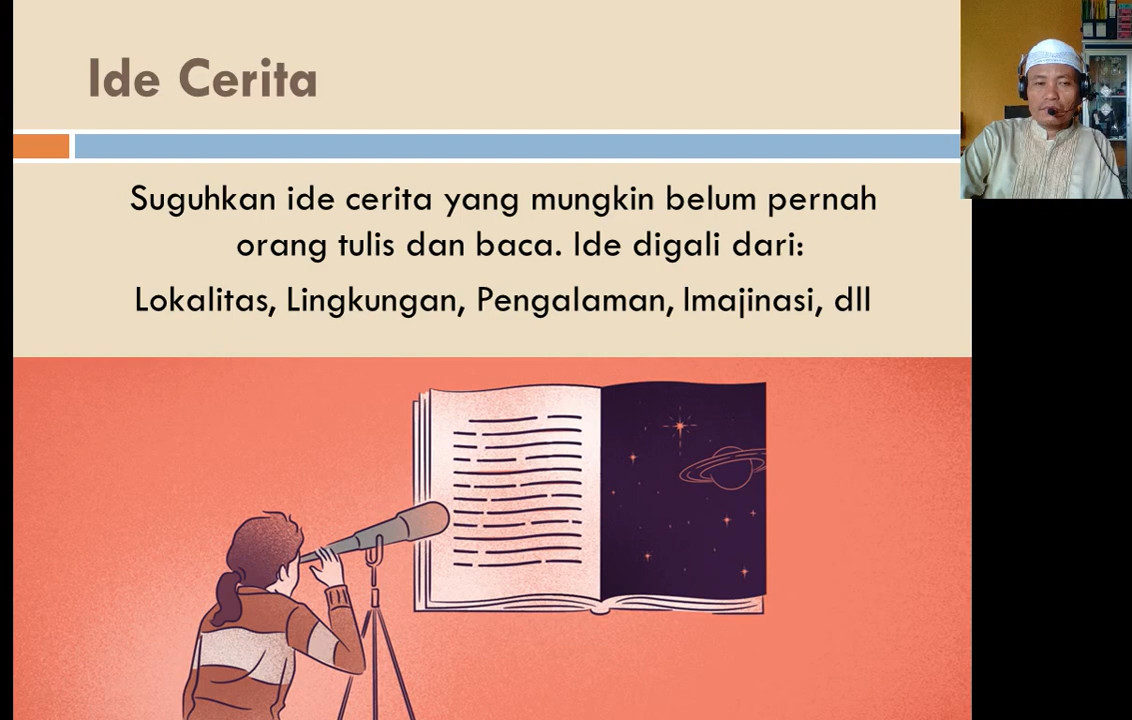 Ide Cerita
Suguhkan ide cerita yang mungkin belum pernah
orang tulis dan baca. Ide digali dari:
Lokalitas, Lingkungan, Pengalaman, Imajinasi, dll